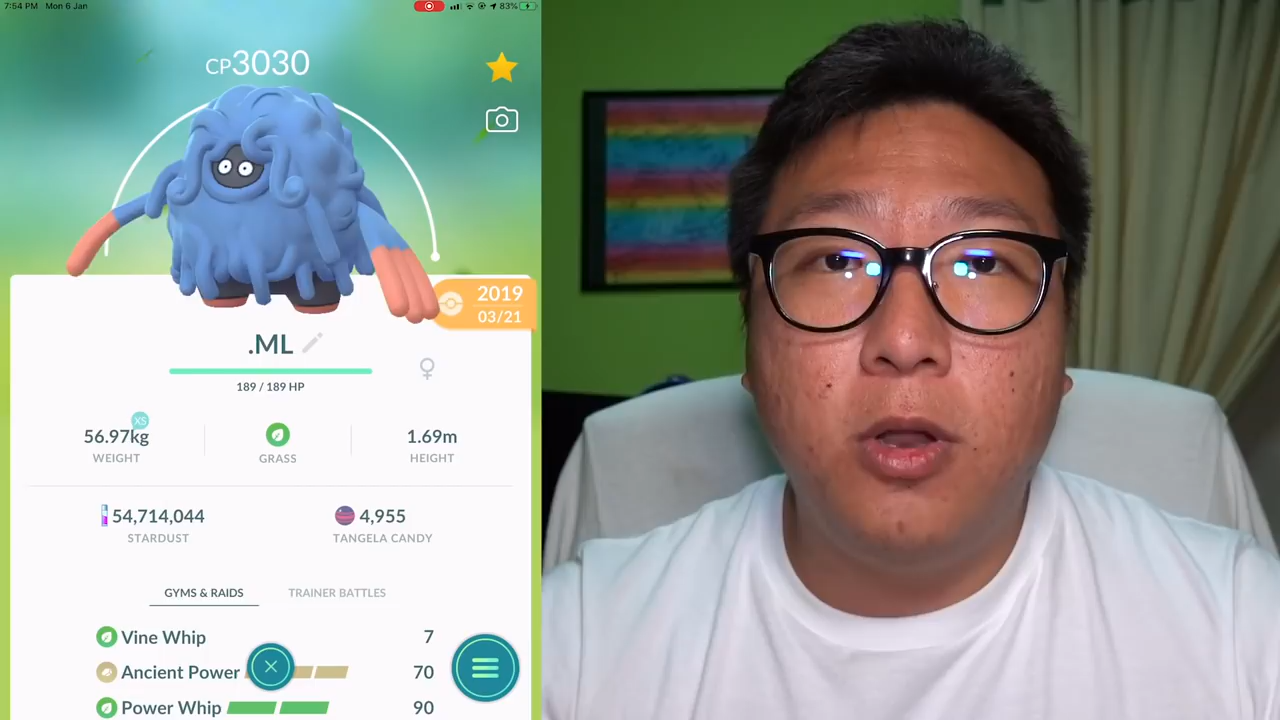 7:54 PM Mon 6 Jan
83%
CP3030
2019
03/21
.ML
189 / 189 HP
XS
56.97kg
1.69m
WEIGHT
GRASS
HEIGHT
54,714,044
4,955
STARDUST
TANGELA CANDY
GYMS & RAIDS
TRAINER BATTLES
Vine Whip 7
Ancient Power 70
Power Whip 90